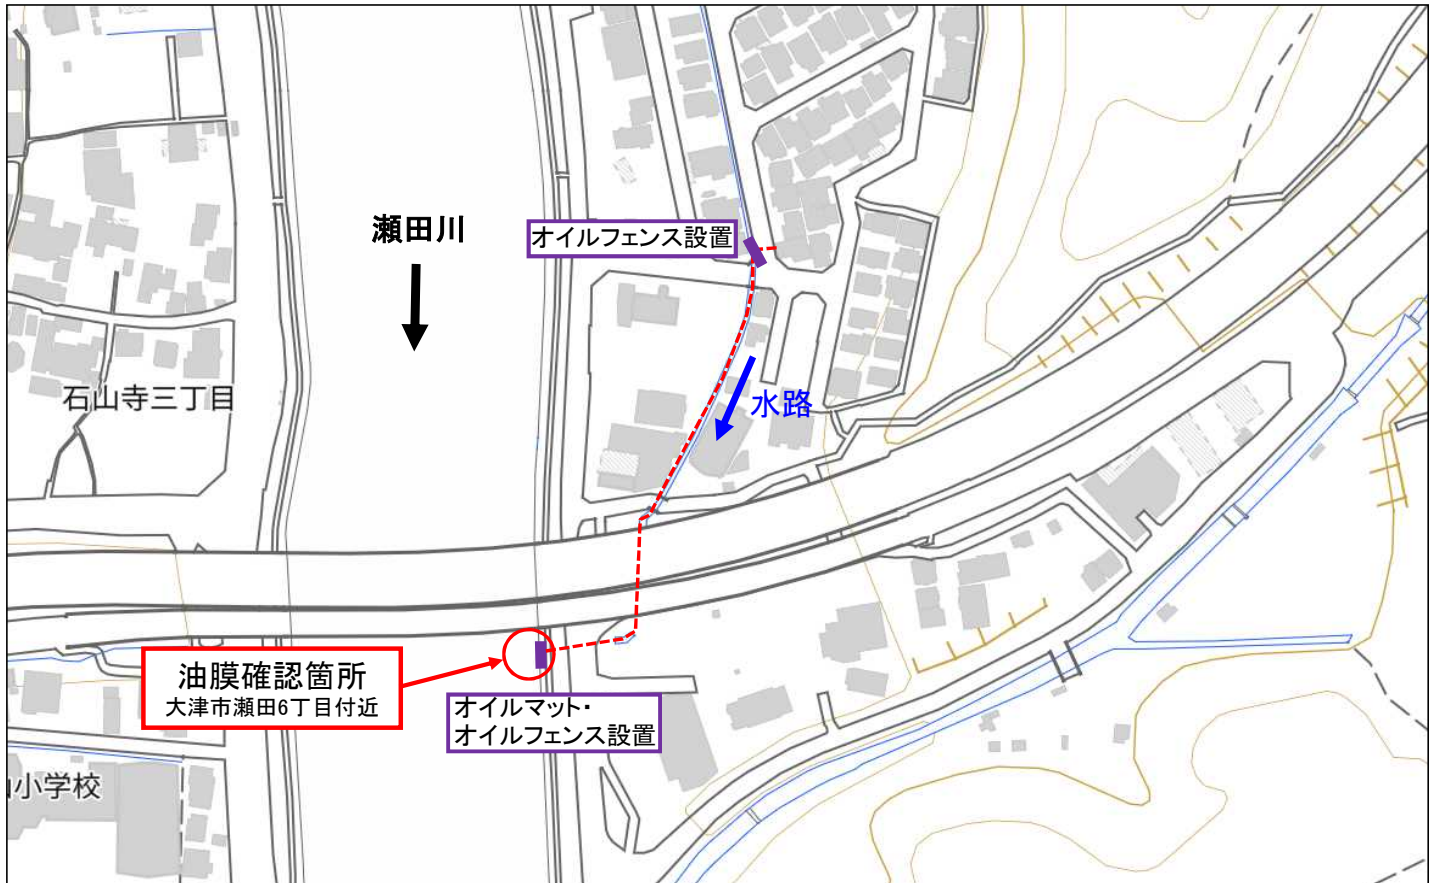 瀬田川
オイルフェンス設置
石山寺三丁目
水路
油膜確認箇所
大津市瀬田6丁目付近
オイルマット・
オイルフェンス設置
小学校